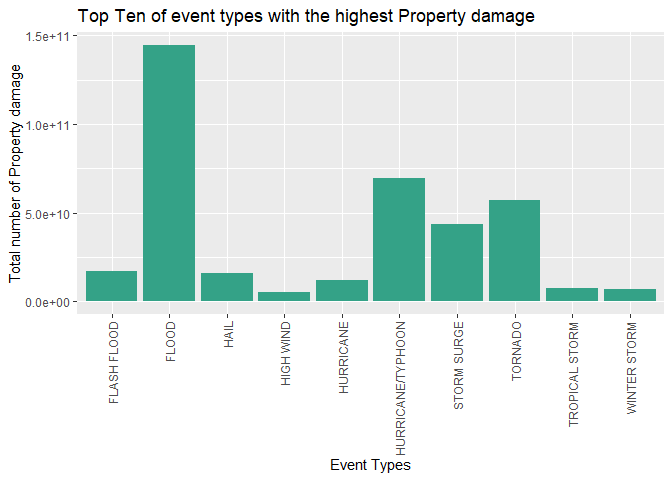 Top Ten of event types with the highest Property damage
Total number of Property damage
1.5e+11
1.0e+11
5.0e+10
0.0e+00
FLASH FLOOD
FLOOD
HAIL
HIGH WIND
HURRICANE
HURRICANE/TYPHOON
STORM SURGE
TORNADO
TROPICAL STORM
WINTER STORM
Event Types